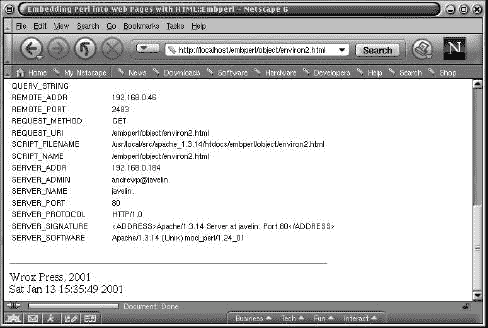 Embedding Perl into Web Pages with HTML::Embperl - Netscape 6
File Edit View Search Go Bookmarks Tasks Help
http://localhost/embperl/object/environ2.html Search N
Home My Netscape News Downloads Software Hardware Developers Help Search Shop
QUERY_STRING
REMOTE_ADDR 192.168.0.46
REMOTE_PORT 2483
REQUEST_METHOD GET
REQUEST_URI /embperl/object/environ2.html
SCRIPT_FILENAME /usr/local/src/apache_1.3.14/htdocs/embperl/object/environ2.html
SCRIPT_NAME /embperl/object/environ2.html
SERVER_ADDR 192.168.0.184
SERVER_ADMIN andrewp@javelin.
SERVER_NAME javelin.
SERVER_PORT 80
SERVER_PROTOCOL HTTP/1.0
SERVER_SIGNATURE <ADDRESS>Apache/1.3.14 Server at javelin. Port 80</ADDRESS>
SERVER_SOFTWARE Apache/1.3.14 (Unix) mod_perl/1.24_01
Wrox Press, 2001
Sat Jan 13 15:35:49 2001
Document: Done
Business Tech Fun Interact